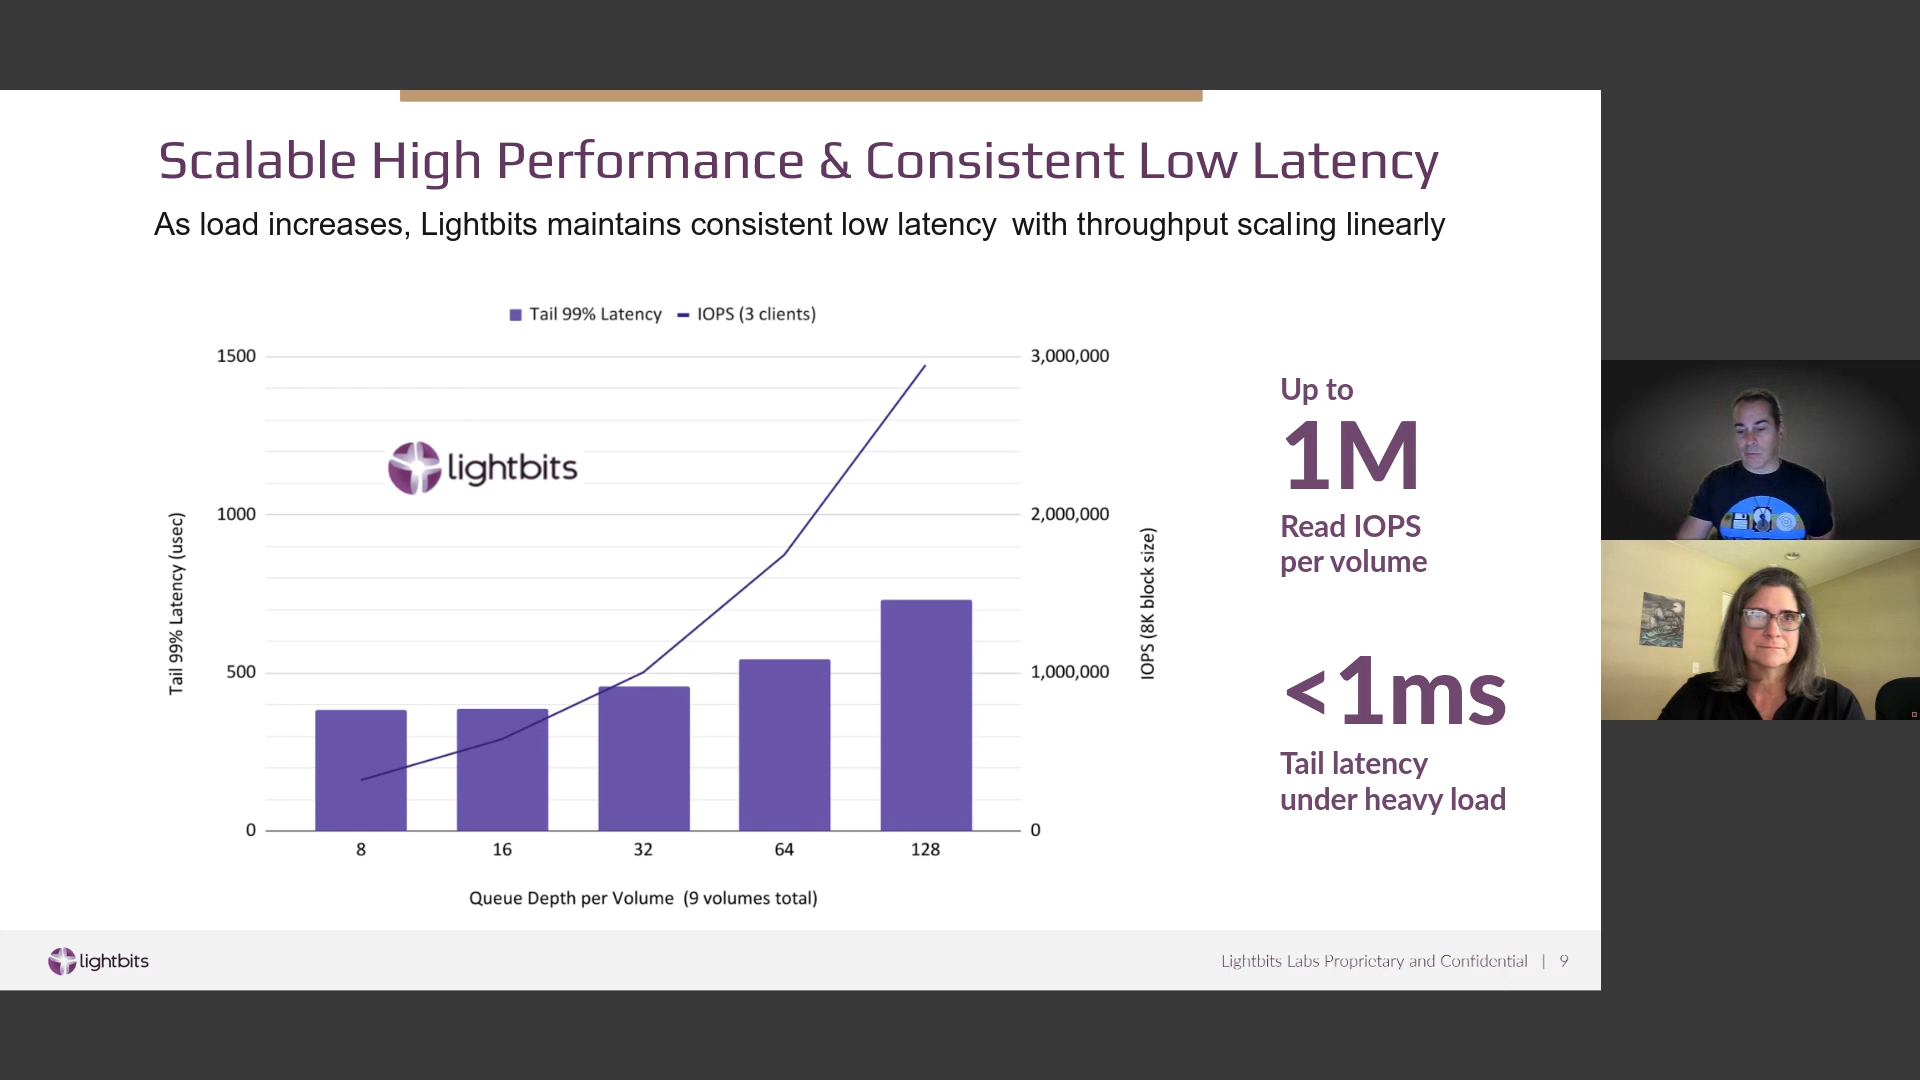 Scalable High Performance & Consistent Low Latency
As load increases, Lightbits maintains consistent low latency with throughput scaling linearly
Tail 99% Latency
IOPS (3 clients)
1500
1000
500
0
Tail 99% Latency (usec)
lightbits
3,000,000
2,000,000
1,000,000
0
IOPS (8K block size)
8
16
32
64
128
Queue Depth per Volume (9 volumes total)
Up to
1M
Read IOPS
per volume
<1ms
Tail latency
under heavy load
lightbits
Lightbits Labs Proprietary and Confidential | 9